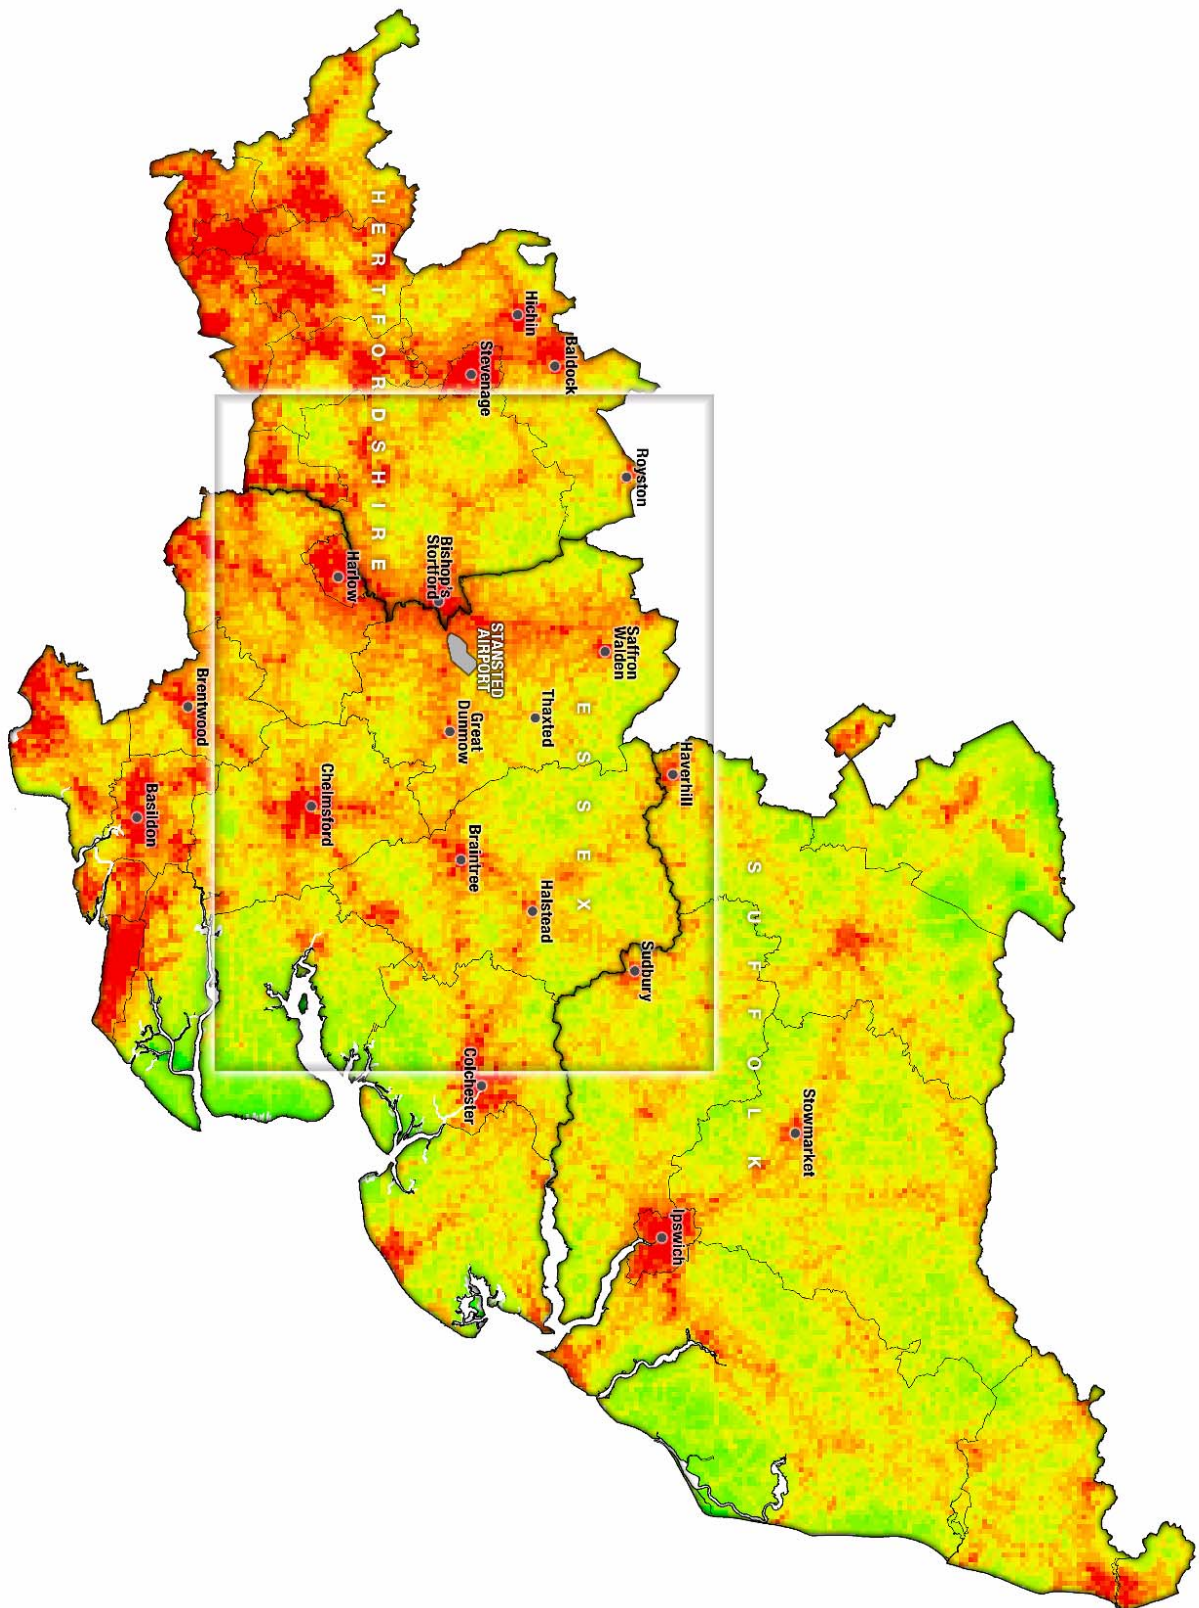 HERTFORDSHIRE
Hichin
Baldock
Stevenage
Royston
Bishop's
Stortford
Harlow
STANSTED
AIRPORT
Saffron
Walden
Thaxted
Great
Dunmow
ESSEX
Brentwood
Basildon
Chelmsford
Braintree
Halstead
Haverhill
Sudbury
SUFFOLK
Colchester
Stowmarket
Ipswich